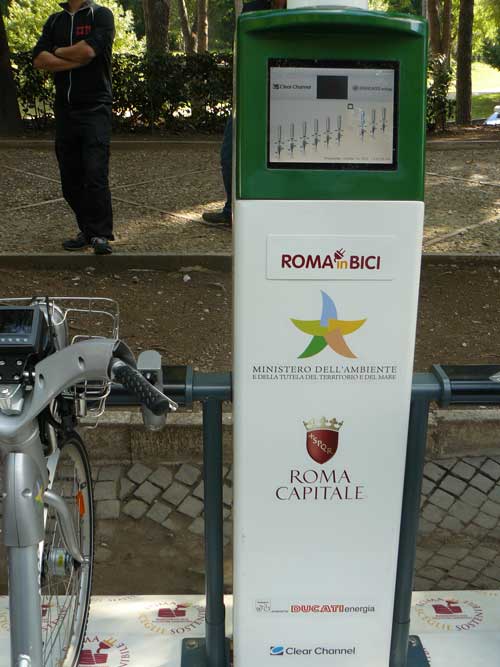 Clear Channel
ROMA in BICI
MINISTERO DELL'AMBIENTE
E DELLA TUTELA DEL TERRITORIO E DEL MARE
SPQR
ROMA
CAPITALE
DUCATI energia
Clear Channel